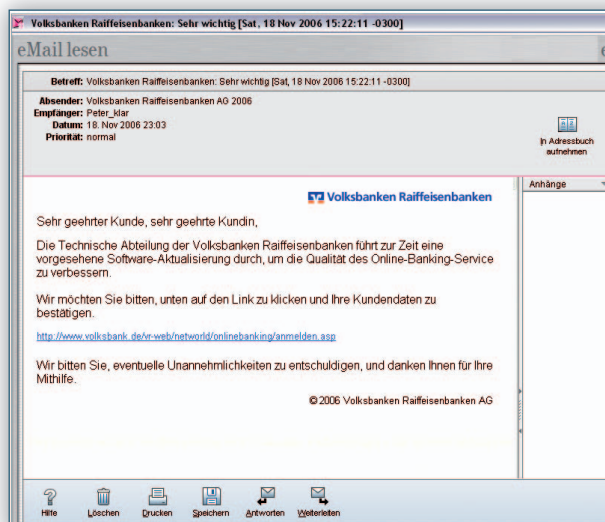 Volksbanken Raiffeisenbanken: Sehr wichtig [Sat, 18 Nov 2006 15:22:11 -0300]
eMail lesen
Betreff: Volksbanken Raiffeisenbanken: Sehr wichtig [Sat, 18 Nov 2006 15:22:11 -0300]
Absender: Volksbanken Raiffeisenbanken AG 2006
Empfänger: Peter_klar
Datum: 18. Nov 2006 23:03
Priorität: normal
In Adressbuch
aufnehmen
Anhänge
Volksbanken Raiffeisenbanken
Sehr geehrter Kunde, sehr geehrte Kundin,
Die Technische Abteilung der Volksbanken Raiffeisenbanken führt zur Zeit eine
vorgesehene Software-Aktualisierung durch, um die Qualität des Online-Banking-Service
zu verbessern.
Wir möchten Sie bitten, unten auf den Link zu klicken und Ihre Kundendaten zu
bestätigen.
http://www.volksbank.de/vr-web/networld/onlinebanking/anmelden.asp
Wir bitten Sie, eventuelle Unannehmlichkeiten zu entschuldigen, und danken Ihnen für Ihre
Mithilfe.
© 2006 Volksbanken Raiffeisenbanken AG
Hilfe Löschen Drucken Speichern Antworten Weiterleiten